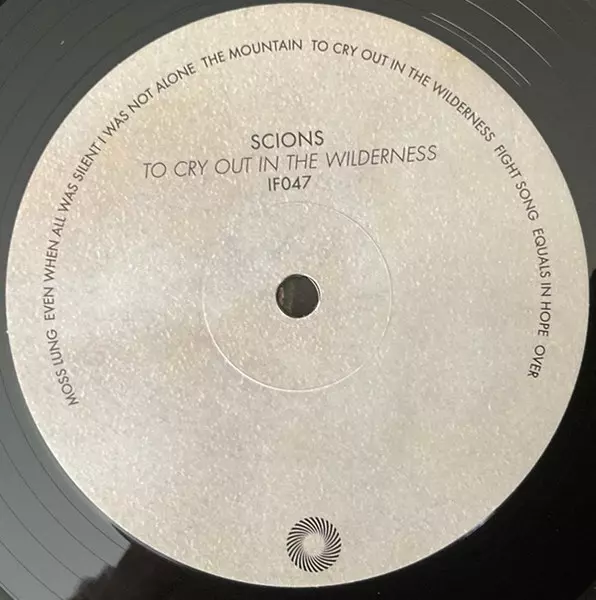 MOSS LUNG EVEN WHEN ALL WAS SILENT I WAS NOT ALONE THE MOUNTAIN TO CRY OUT IN THE WILDERNESS FIGHT SONG EQUALS IN HOPE OVER
SCIONS
TO CRY OUT IN THE WILDERNESS
IF047